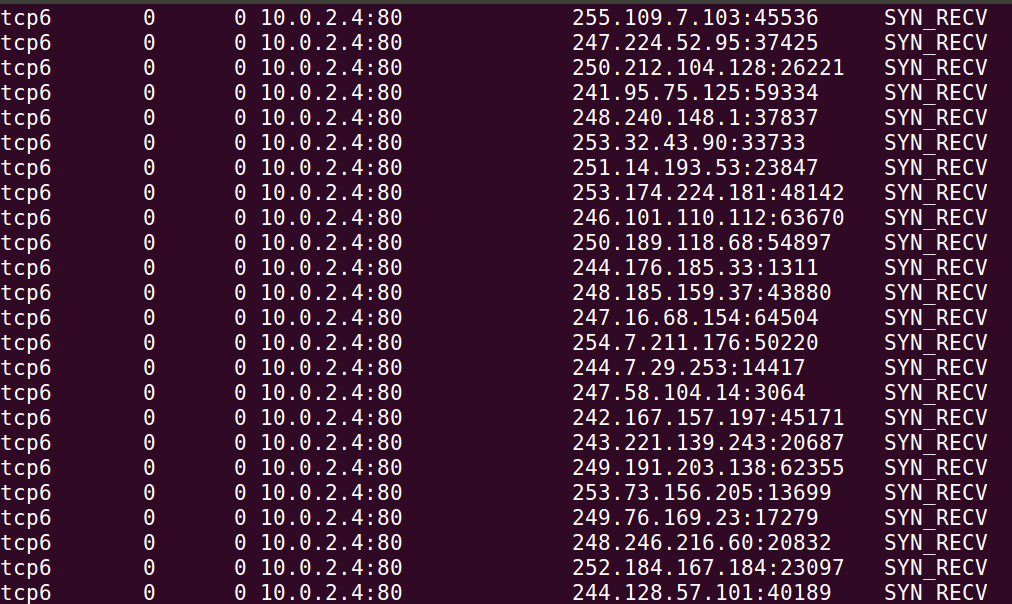 tcp6 0 0 10.0.2.4:80 255.109.7.103:45536 SYN_RECV
tcp6 0 0 10.0.2.4:80 247.224.52.95:37425 SYN_RECV
tcp6 0 0 10.0.2.4:80 250.212.104.128:26221 SYN_RECV
tcp6 0 0 10.0.2.4:80 241.95.75.125:59334 SYN_RECV
tcp6 0 0 10.0.2.4:80 248.240.148.1:37837 SYN_RECV
tcp6 0 0 10.0.2.4:80 253.32.43.90:33733 SYN_RECV
tcp6 0 0 10.0.2.4:80 251.14.193.53:23847 SYN_RECV
tcp6 0 0 10.0.2.4:80 253.174.224.181:48142 SYN_RECV
tcp6 0 0 10.0.2.4:80 246.101.110.112:63670 SYN_RECV
tcp6 0 0 10.0.2.4:80 250.189.118.68:54897 SYN_RECV
tcp6 0 0 10.0.2.4:80 244.176.185.33:1311 SYN_RECV
tcp6 0 0 10.0.2.4:80 248.185.159.37:43880 SYN_RECV
tcp6 0 0 10.0.2.4:80 247.16.68.154:64504 SYN_RECV
tcp6 0 0 10.0.2.4:80 254.7.211.176:50220 SYN_RECV
tcp6 0 0 10.0.2.4:80 244.7.29.253:14417 SYN_RECV
tcp6 0 0 10.0.2.4:80 247.58.104.14:3064 SYN_RECV
tcp6 0 0 10.0.2.4:80 242.167.157.197:45171 SYN_RECV
tcp6 0 0 10.0.2.4:80 243.221.139.243:20687 SYN_RECV
tcp6 0 0 10.0.2.4:80 249.191.203.138:62355 SYN_RECV
tcp6 0 0 10.0.2.4:80 253.73.156.205:13699 SYN_RECV
tcp6 0 0 10.0.2.4:80 249.76.169.23:17279 SYN_RECV
tcp6 0 0 10.0.2.4:80 248.246.216.60:20832 SYN_RECV
tcp6 0 0 10.0.2.4:80 252.184.167.184:23097 SYN_RECV
tcp6 0 0 10.0.2.4:80 244.128.57.101:40189 SYN_RECV